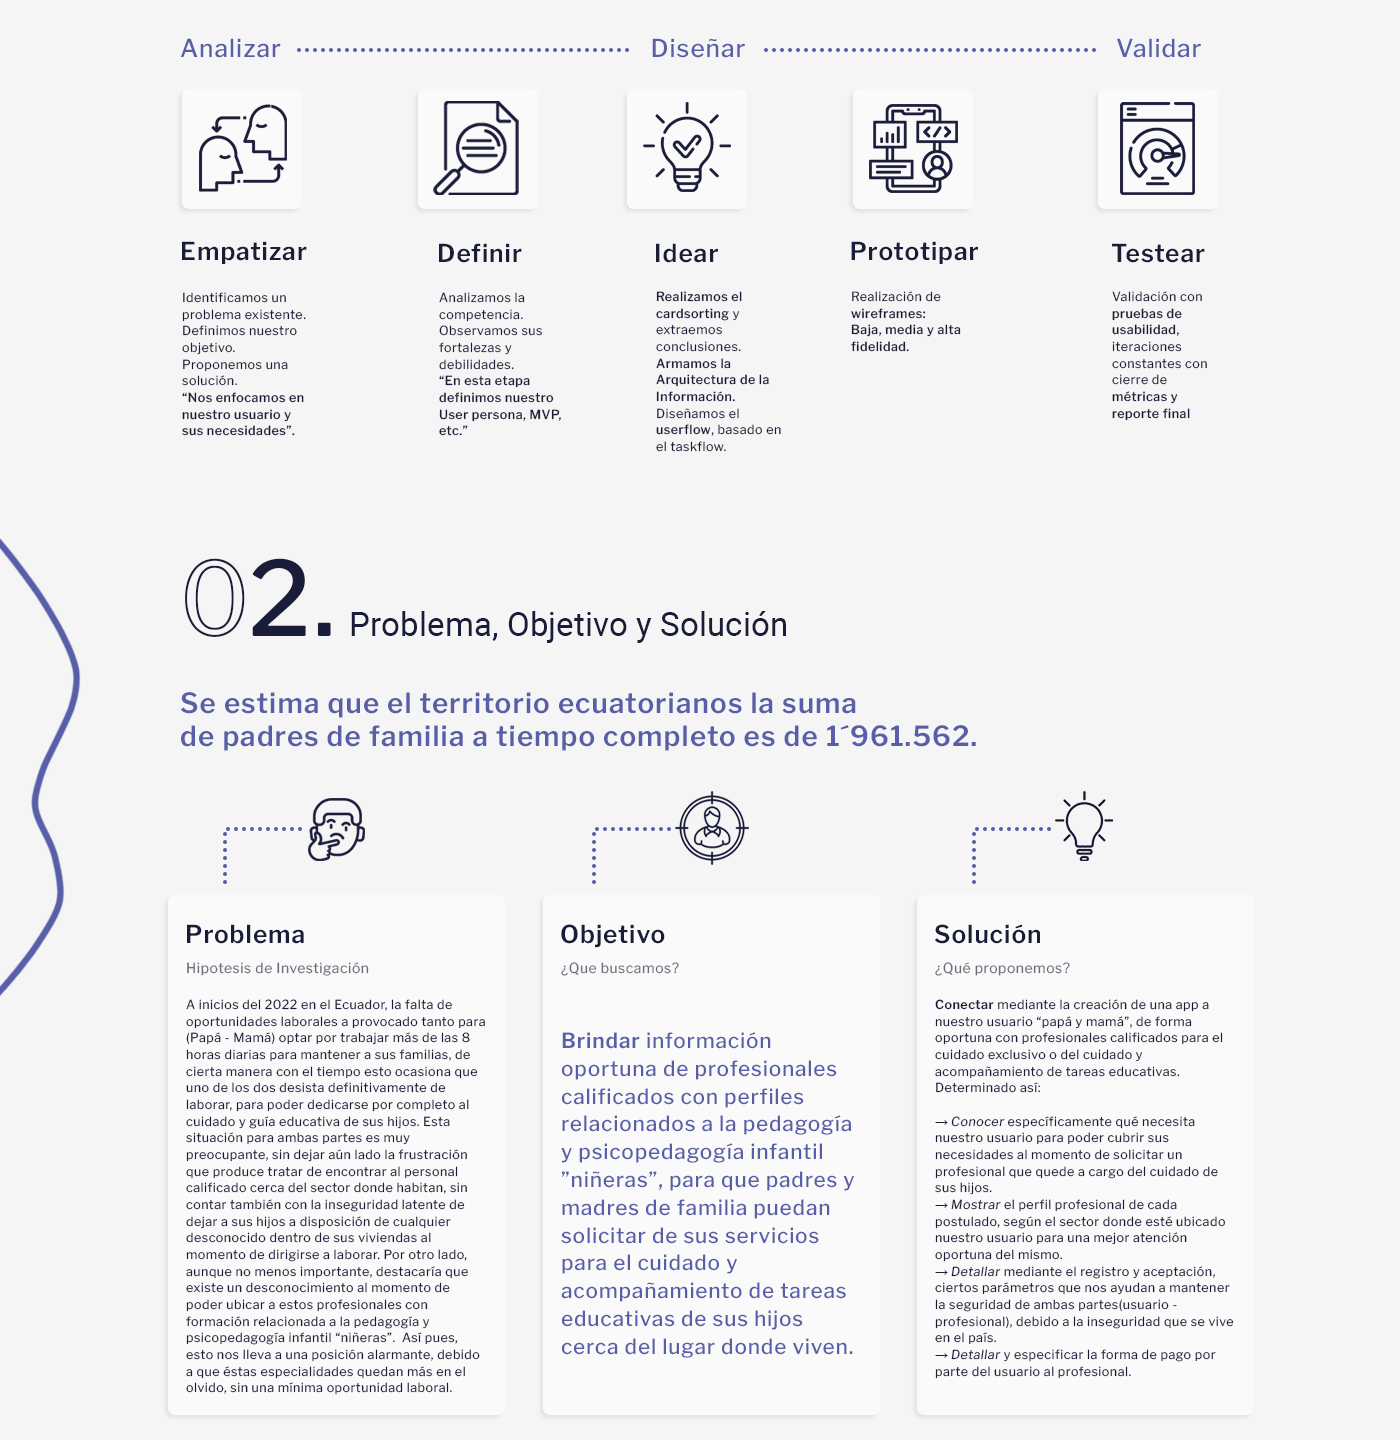 Analizar
Diseñar
Validar
Empatizar
Identificamos un
problema existente.
Definimos nuestro
objetivo.
Proponemos una
solución.
“Nos enfocamos en
nuestro usuario y
sus necesidades”.
Definir
Analizamos la
competencia.
Observamos sus
fortalezas y
debilidades.
“En esta etapa
definimos nuestro
User persona, MVP,
etc.”
Idear
Realizamos el
cardsorting y
extraemos
conclusiones.
Armamos la
Arquitectura de la
Información.
Diseñamos el
userflow, basado en
el taskflow.
Prototipar
Realización de
wireframes:
Baja, media y alta
fidelidad.
Testear
Validación con
pruebas de
usabilidad,
iteraciones
constantes con
cierre de
métricas y
reporte final
02. Problema, Objetivo y Solución
Se estima que el territorio ecuatorianos la suma
de padres de familia a tiempo completo es de 1´961.562.
Problema
Hipotesis de Investigación
A inicios del 2022 en el Ecuador, la falta de
oportunidades laborales a provocado tanto para
(Papá - Mamá) optar por trabajar más de las 8
horas diarias para mantener a sus familias, de
cierta manera con el tiempo esto ocasiona que
uno de los dos desista definitivamente de
laborar, para poder dedicarse por completo al
cuidado y guía educativa de sus hijos. Esta
situación para ambas partes es muy
preocupante, sin dejar aún lado la frustración
que produce tratar de encontrar al personal
calificado cerca del sector donde habitan, sin
contar también con la inseguridad latente de
dejar a sus hijos a disposición de cualquier
desconocido dentro de sus viviendas al
momento de dirigirse a laborar. Por otro lado,
aunque no menos importante, destacaría que
existe un desconocimiento al momento de
poder ubicar a estos profesionales con
formación relacionada a la pedagogía y
psicopedagogía infantil “niñeras”.  Así pues,
esto nos lleva a una posición alarmante, debido
a que éstas especialidades quedan más en el
olvido, sin una mínima oportunidad laboral.
Objetivo
¿Que buscamos?
Brindar información
oportuna de profesionales
calificados con perfiles
relacionados a la pedagogía
y psicopedagogía infantil
”niñeras”, para que padres y
madres de familia puedan
solicitar de sus servicios
para el cuidado y
acompañamiento de tareas
educativas de sus hijos
cerca del lugar donde viven.
Solución
¿Qué proponemos?
Conectar mediante la creación de una app a
nuestro usuario “papá y mamá”, de forma
oportuna con profesionales calificados para el
cuidado exclusivo o del cuidado y
acompañamiento de tareas educativas.
Determinado así:
→ Conocer específicamente qué necesita
nuestro usuario para poder cubrir sus
necesidades al momento de solicitar un
profesional que quede a cargo del cuidado de
sus hijos.
→ Mostrar el perfil profesional de cada
postulado, según el sector donde esté ubicado
nuestro usuario para una mejor atención
oportuna del mismo.
→ Detallar mediante el registro y aceptación,
ciertos parámetros que nos ayudan a mantener
la seguridad de ambas partes(usuario -
profesional), debido a la inseguridad que se vive
en el país.
→ Detallar y especificar la forma de pago por
parte del usuario al profesional.